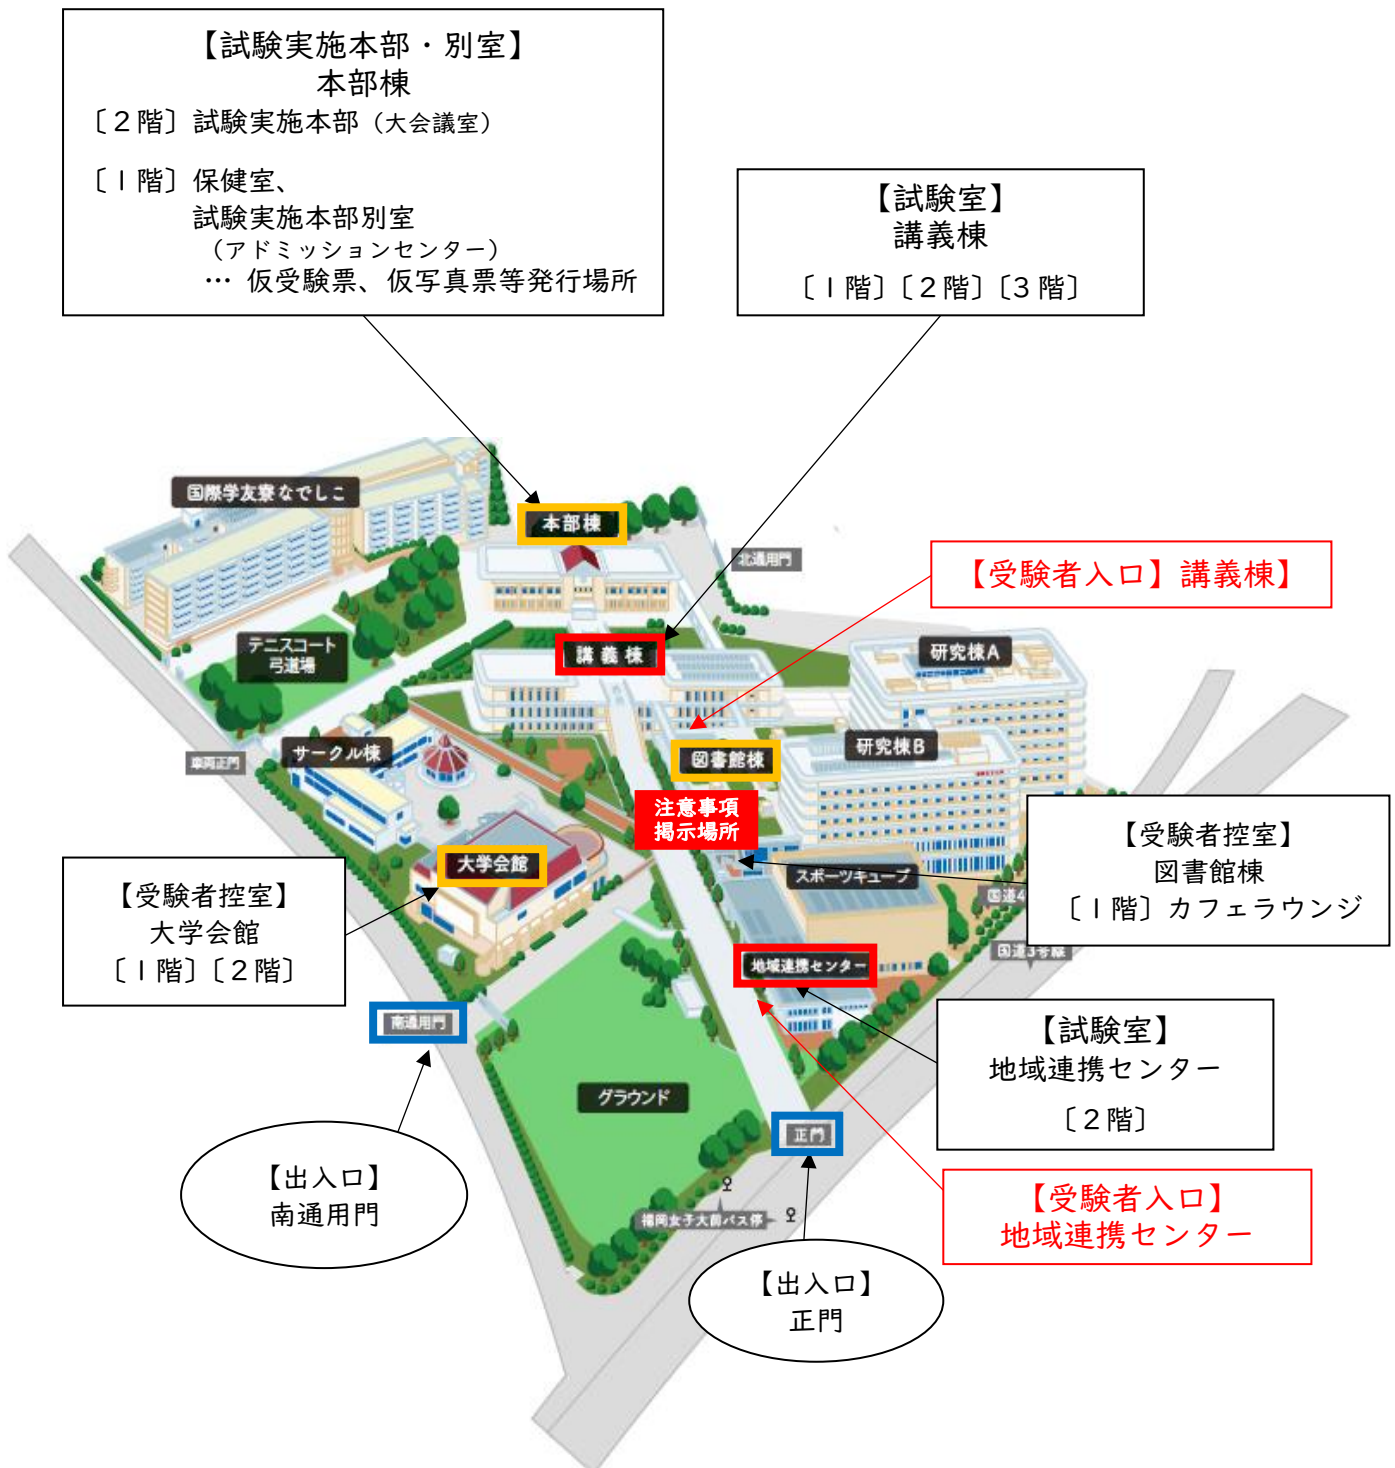 【試験実施本部・別室】
本部棟
〔2階〕試験実施本部（大会議室）
〔1階〕保健室、
試験実施本部別室
（アドミッションセンター）
… 仮受験票、仮写真票等発行場所
【試験室】
講義棟
〔1階〕〔2階〕〔3階〕
国際学友寮なでしこ
本部棟
北通用門
【受験者入口】講義棟】
テニスコート
弓道場
講義棟
研究棟A
サークル棟
車両正門
図書館棟
研究棟B
注意事項
掲示場所
【受験者控室】
図書館棟
〔1階〕カフェラウンジ
大学会館
スポーツキューブ
【受験者控室】
大学会館
〔1階〕〔2階〕
国道4
国道3号線
地域連携センター
南通用門
【試験室】
地域連携センター
〔2階〕
グラウンド
正門
【出入口】
南通用門
福岡女子大前バス停
【受験者入口】
地域連携センター
【出入口】
正門